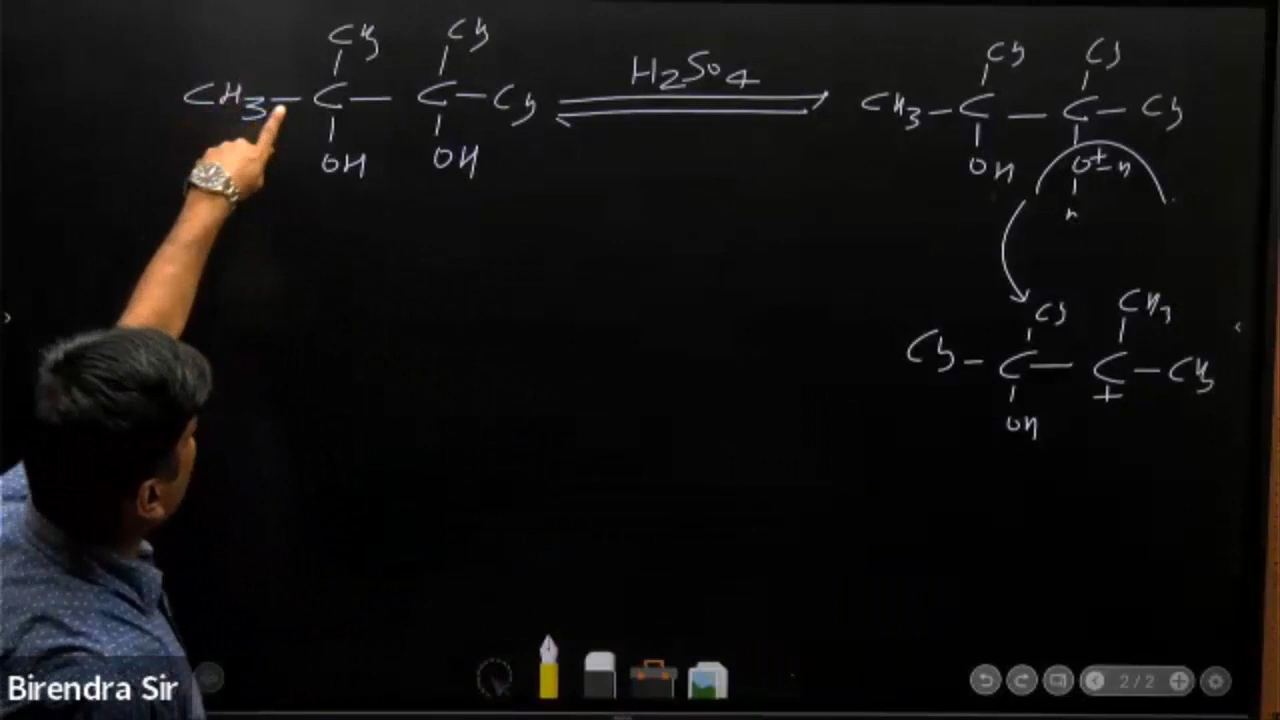 CH3 CH3 CH3 CH3
CH3 – C – C – CH3 H2SO4 CH3 – C – C – CH3
OH OH OH O+ – H
H
CH3 CH3
CH3 – C – C – CH3
OH +
Birendra Sir
2/2